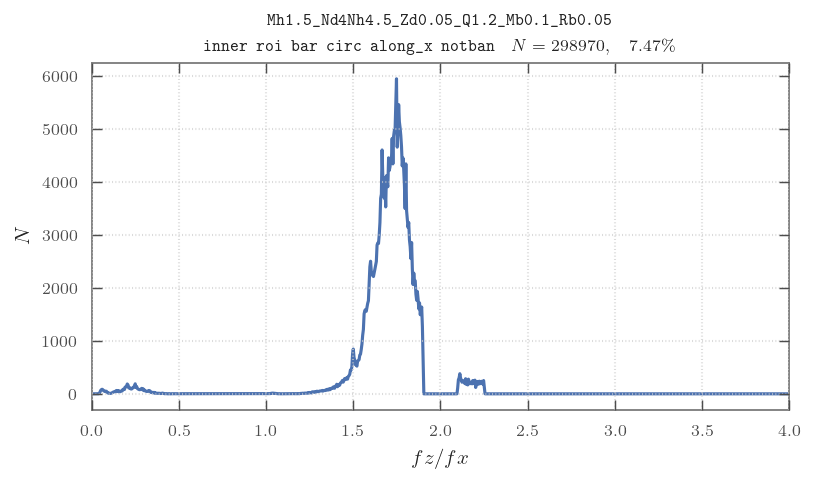 Mh1.5_Nd4Nh4.5_Zd0.05_Q1.2_Mb0.1_Rb0.05
inner roi bar circ along_x notban N = 298970, 7.47%
6000
5000
4000
3000
2000
1000
0
N
0.0 0.5 1.0 1.5 2.0 2.5 3.0 3.5 4.0
fz/fx